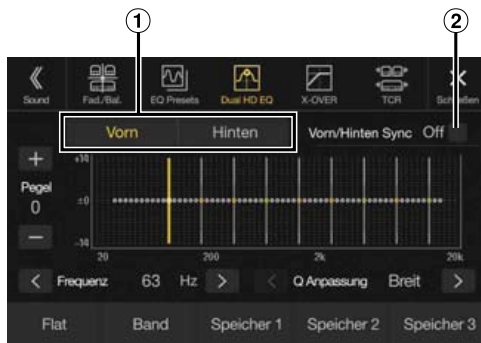 ① ②
Sound Fad./Bal. EQ Presets Dual HD EQ X-OVER TCR Schließen
Vorn Hinten Vorn/Hinten Sync Off
+
+14
Pegel
0
±0
−
-14
20 200 2k 20k
< Frequenz 63 Hz > < Q Anpassung Breit >
Flat Band Speicher 1 Speicher 2 Speicher 3